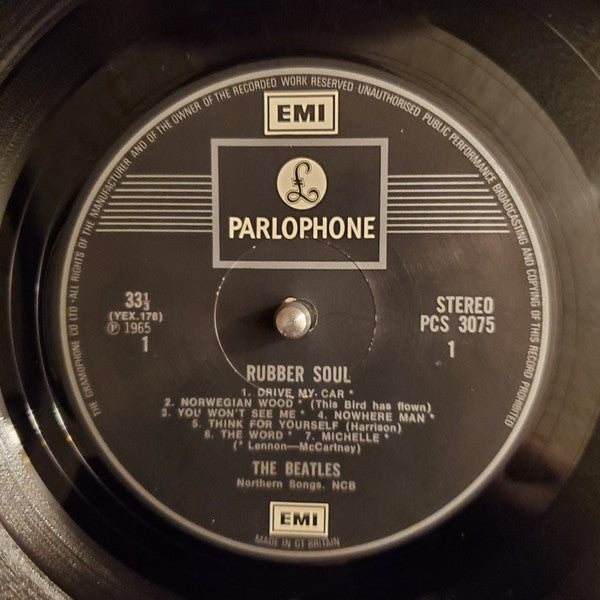 THE GRAMOPHONE CO LTD · ALL RIGHTS OF THE MANUFACTURER AND OF THE OWNER OF THE RECORDED WORK RESERVED UNAUTHORISED PUBLIC PERFORMANCE BROADCASTING AND COPYING OF THIS RECORD PROHIBITED
EMI
£
PARLOPHONE
33⅓
(YEX.178)
Ⓟ 1965
1
STEREO
PCS 3075
1
RUBBER SOUL
1. DRIVE MY CAR *
2. NORWEGIAN WOOD * (This Bird has flown)
3. YOU WON'T SEE ME * 4. NOWHERE MAN *
5. THINK FOR YOURSELF (Harrison)
6. THE WORD * 7. MICHELLE *
(* Lennon—McCartney)
THE BEATLES
Northern Songs. NCB
EMI
MADE IN GT BRITAIN